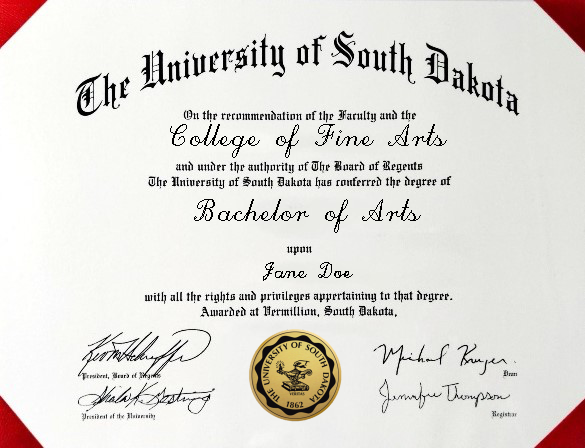 The University of South Dakota
On the recommendation of the Faculty and the
College of Fine Arts
and under the authority of The Board of Regents
The University of South Dakota has conferred the degree of
Bachelor of Arts
upon
Jane Doe
with all the rights and privileges appertaining to that degree.
Awarded at Vermillion, South Dakota,
President, Board of Regents
President of the University
THE UNIVERSITY OF SOUTH DAKOTA
VERITAS
1862
Dean
Jennifer Thompson
Registrar